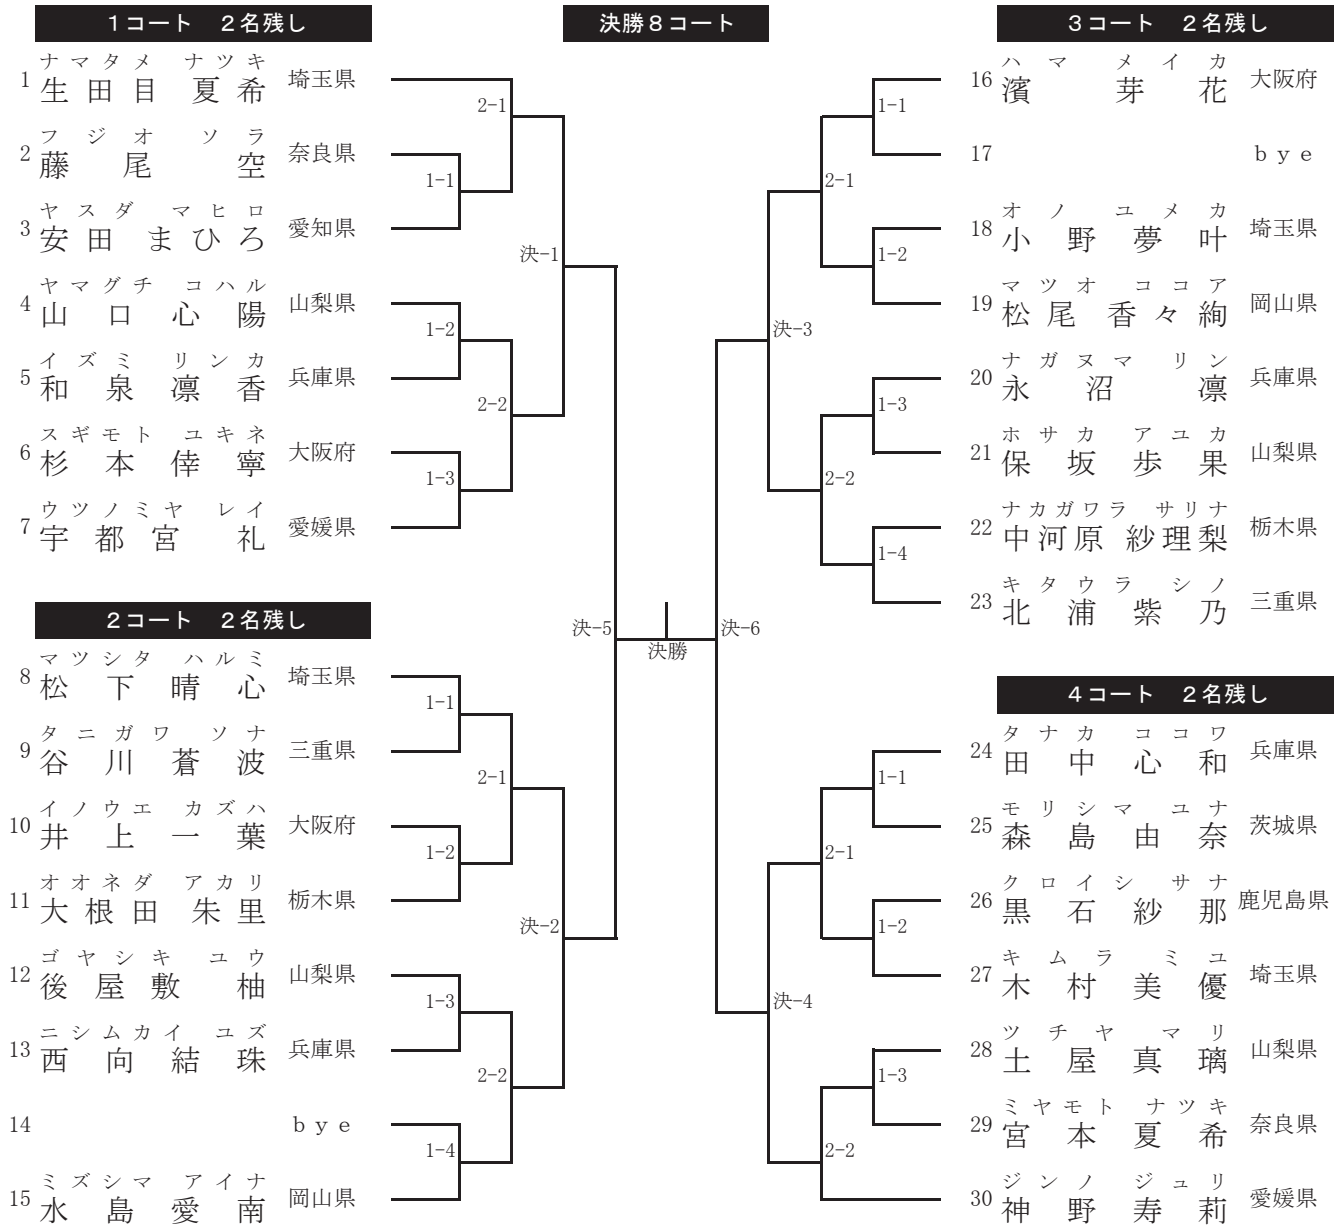 1コート 2名残し
ナマタメ ナツキ
1 生田目 夏希 埼玉県
フジオ ソラ
2 藤尾 空 奈良県
ヤスダ マヒロ
3 安田 まひろ 愛知県
ヤマグチ コハル
4 山口 心陽 山梨県
イズミ リンカ
5 和泉 凛香 兵庫県
スギモト ユキネ
6 杉本 倖寧 大阪府
ウツノミヤ レイ
7 宇都宮 礼 愛媛県
2-1
1-1
1-2
2-2
1-3
決-1
2コート 2名残し
マツシタ ハルミ
8 松下 晴心 埼玉県
タニガワ ソナ
9 谷川 蒼波 三重県
イノウエ カズハ
10 井上 一葉 大阪府
オオネダ アカリ
11 大根田 朱里 栃木県
ゴヤシキ ユウ
12 後屋敷 柚 山梨県
ニシムカイ ユズ
13 西向 結珠 兵庫県
14 bye
ミズシマ アイナ
15 水島 愛南 岡山県
1-1
2-1
1-2
決-2
1-3
2-2
1-4
決勝8コート
決-5
決勝
決-6
3コート 2名残し
ハマ メイカ
16 濱 芽花 大阪府
17 bye
オノ ユメカ
18 小野 夢叶 埼玉県
マツオ ココア
19 松尾 香々絢 岡山県
ナガヌマ リン
20 永沼 凛 兵庫県
ホサカ アユカ
21 保坂 歩果 山梨県
ナカガワラ サリナ
22 中河原 紗理梨 栃木県
キタウラ シノ
23 北浦 紫乃 三重県
1-1
2-1
1-2
決-3
1-3
2-2
1-4
4コート 2名残し
タナカ ココワ
24 田中 心和 兵庫県
モリシマ ユナ
25 森島 由奈 茨城県
クロイシ サナ
26 黒石 紗那 鹿児島県
キムラ ミユ
27 木村 美優 埼玉県
ツチヤ マリ
28 土屋 真璃 山梨県
ミヤモト ナツキ
29 宮本 夏希 奈良県
ジンノ ジュリ
30 神野 寿莉 愛媛県
1-1
2-1
1-2
決-4
1-3
2-2